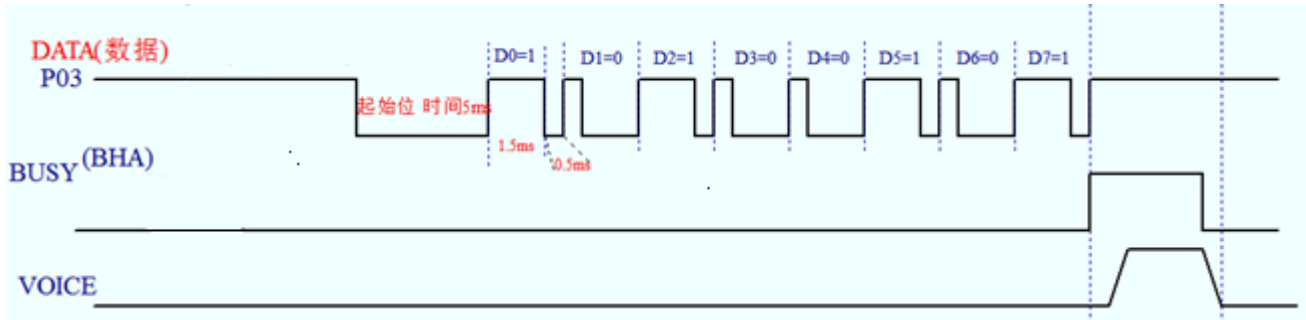 DATA(数据)
P03
D0=1 D1=0 D2=1 D3=0 D4=0 D5=1 D6=0 D7=1
起始位 时间5ms
1.5ms
0.5ms
BUSY(BHA)
VOICE